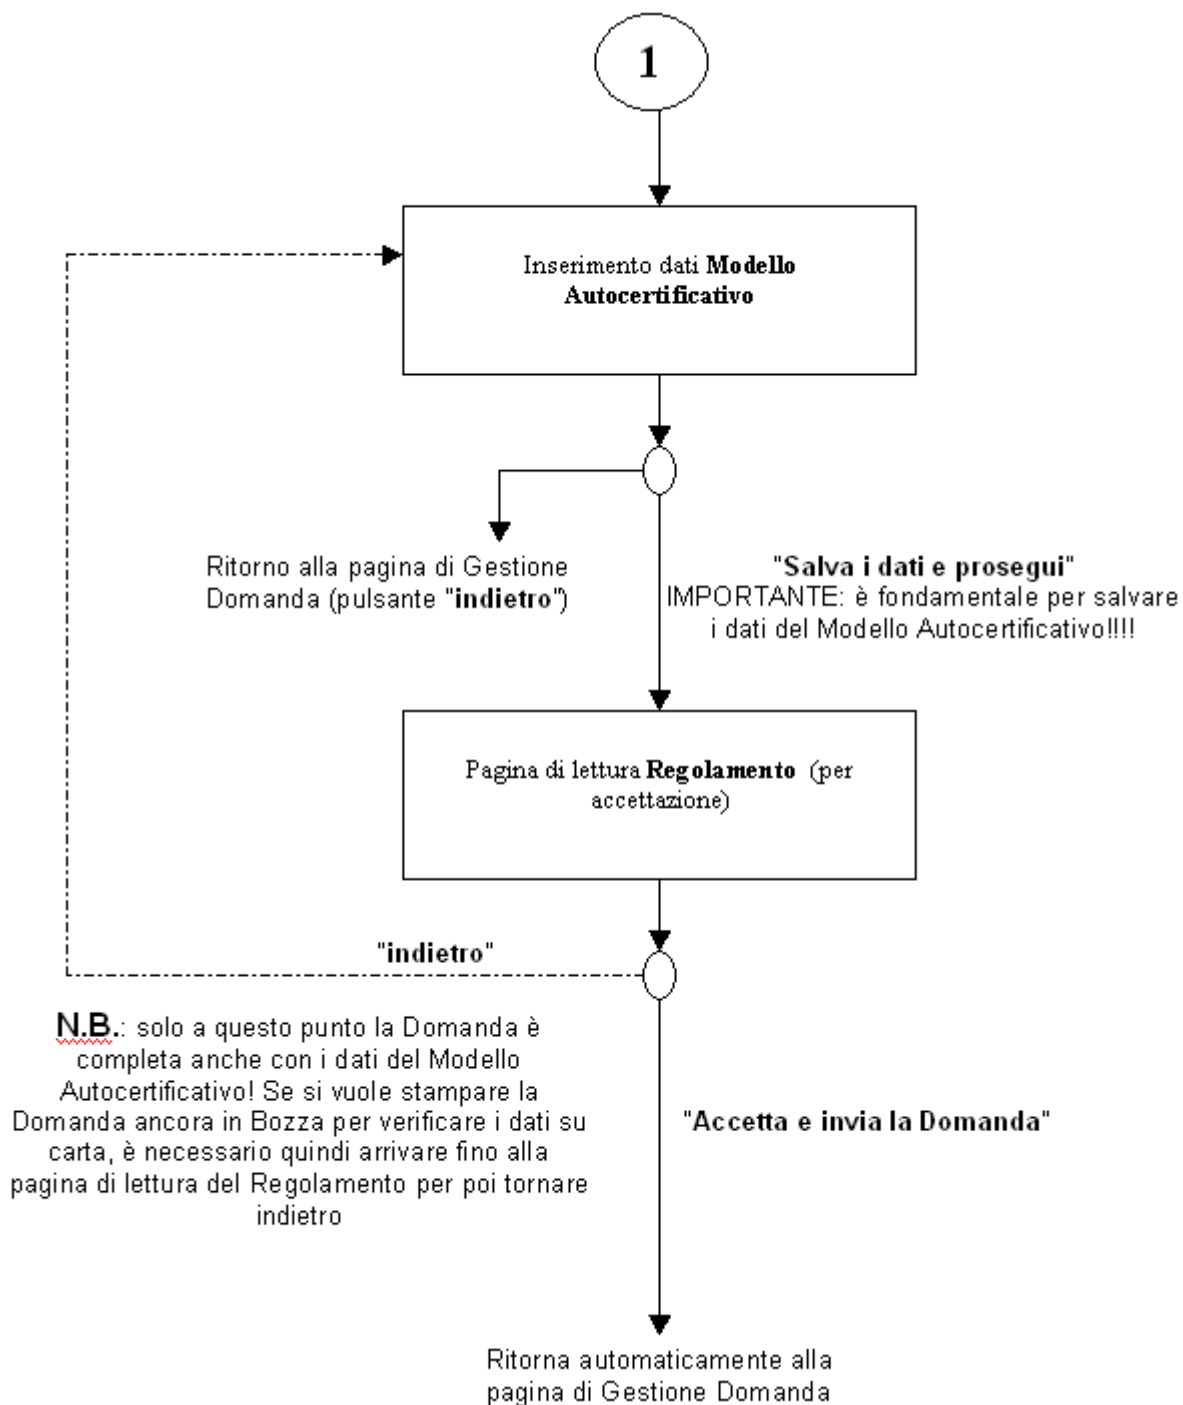 1
Inserimento dati Modello
Autocertificativo
Ritorno alla pagina di Gestione
Domanda (pulsante "indietro")
"Salva i dati e prosegui"
IMPORTANTE: è fondamentale per salvare
i dati del Modello Autocertificativo!!!!
Pagina di lettura Regolamento (per
accettazione)
"indietro"
N.B.: solo a questo punto la Domanda è
completa anche con i dati del Modello
Autocertificativo! Se si vuole stampare la
Domanda ancora in Bozza per verificare i dati su
carta, è necessario quindi arrivare fino alla
pagina di lettura del Regolamento per poi tornare
indietro
"Accetta e invia la Domanda"
Ritorna automaticamente alla
pagina di Gestione Domanda